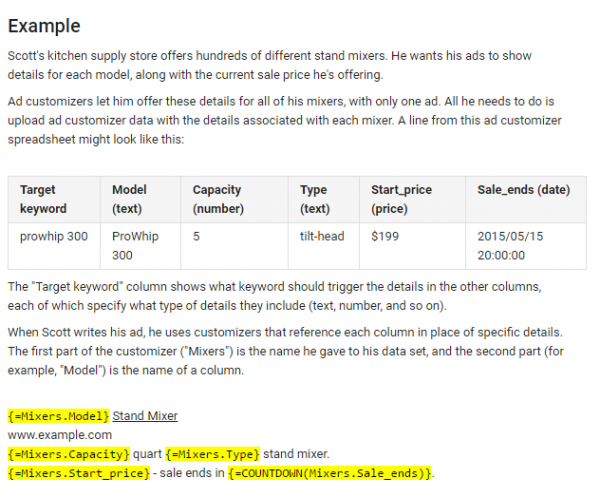 Example
Scott's kitchen supply store offers hundreds of different stand mixers. He wants his ads to show
details for each model, along with the current sale price he's offering.
Ad customizers let him offer these details for all of his mixers, with only one ad. All he needs to do is
upload ad customizer data with the details associated with each mixer. A line from this ad customizer
spreadsheet might look like this:
Target keyword | Model (text) | Capacity (number) | Type (text) | Start_price (price) | Sale_ends (date)
prowhip 300 | ProWhip 300 | 5 | tilt-head | $199 | 2015/05/15 20:00:00
The "Target keyword" column shows what keyword should trigger the details in the other columns,
each of which specify what type of details they include (text, number, and so on).
When Scott writes his ad, he uses customizers that reference each column in place of specific details.
The first part of the customizer ("Mixers") is the name he gave to his data set, and the second part (for
example, "Model") is the name of a column.
{=Mixers.Model} Stand Mixer
www.example.com
{=Mixers.Capacity} quart {=Mixers.Type} stand mixer.
{=Mixers.Start_price} - sale ends in {=COUNTDOWN(Mixers.Sale_ends)}.